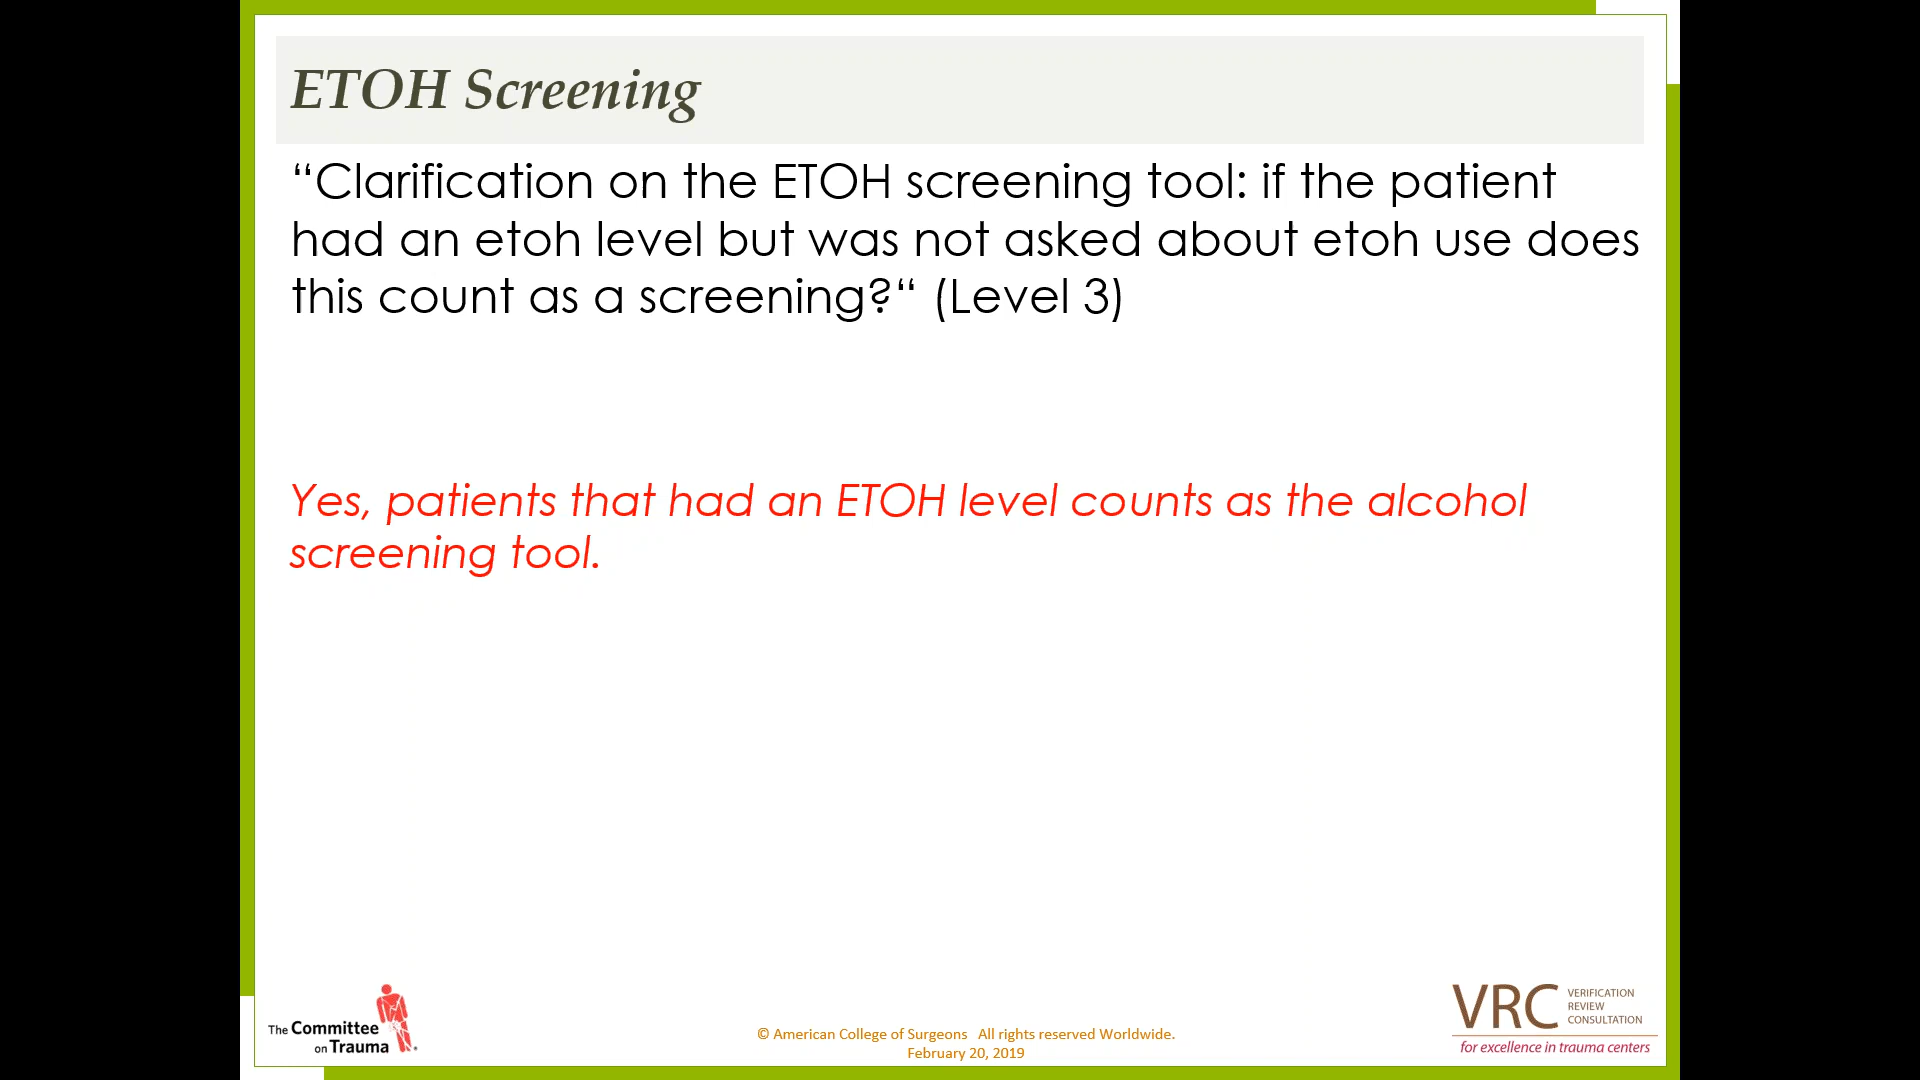 ETOH Screening
“Clarification on the ETOH screening tool: if the patient
had an etoh level but was not asked about etoh use does
this count as a screening?“ (Level 3)
Yes, patients that had an ETOH level counts as the alcohol
screening tool.
The Committee
on Trauma
© American College of Surgeons All rights reserved Worldwide.
February 20, 2019
VRC
VERIFICATION
REVIEW
CONSULTATION
for excellence in trauma centers